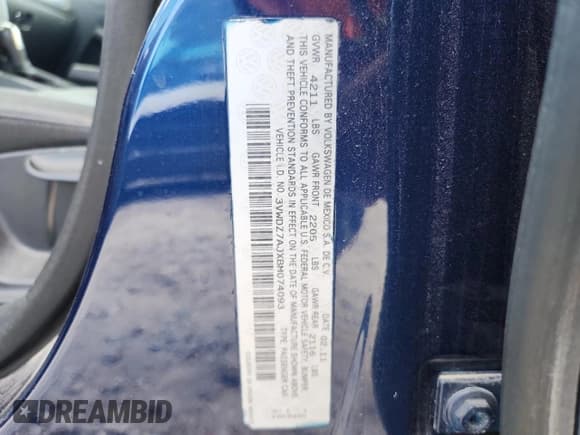 MANUFACTURED BY VOLKSWAGEN DE MEXICO S.A. DE C.V. DATE 02.11
GVWR 4211 LBS GAWR FRONT 2205 LBS GAWR REAR 2116 LBS
THIS VEHICLE CONFORMS TO ALL APPLICABLE U.S. FEDERAL MOTOR VEHICLE SAFETY, BUMPER
AND THEFT PREVENTION STANDARDS IN EFFECT ON THE DATE OF MANUFACTURE SHOWN ABOVE
VEHICLE I.D. NO 3VWDZ7AJXBM074093 TYPE: PASSENGER CAR
DREAMBID